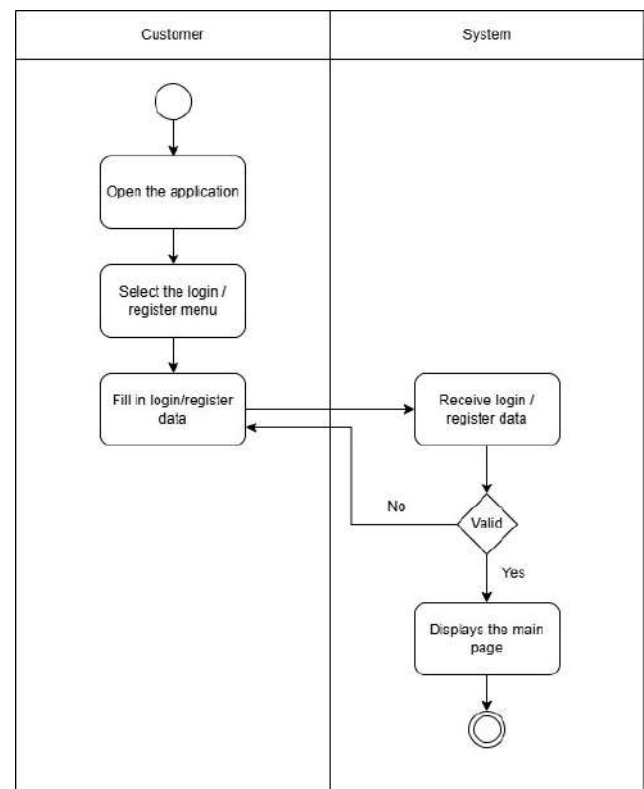 Customer
System
Open the application
Select the login /
register menu
Fill in login/register
data
Receive login /
register data
No
Valid
Yes
Displays the main
page